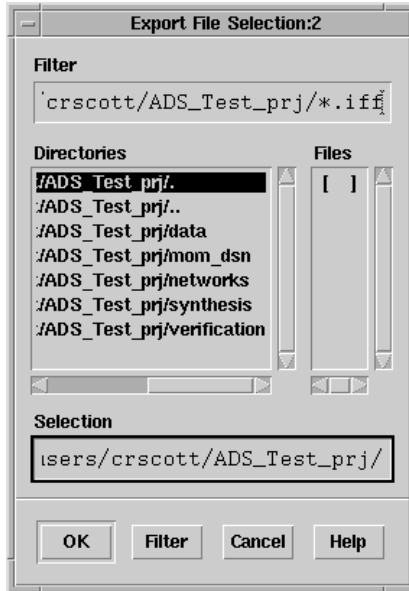 Export File Selection:2
Filter
crscott/ADS_Test_prj/*.iff
Directories
Files
:/ADS_Test_prj/.
[ ]
:/ADS_Test_prj/..
:/ADS_Test_prj/data
:/ADS_Test_prj/mom_dsn
:/ADS_Test_prj/networks
:/ADS_Test_prj/synthesis
:/ADS_Test_prj/verification
Selection
users/crscott/ADS_Test_prj/
OK
Filter
Cancel
Help